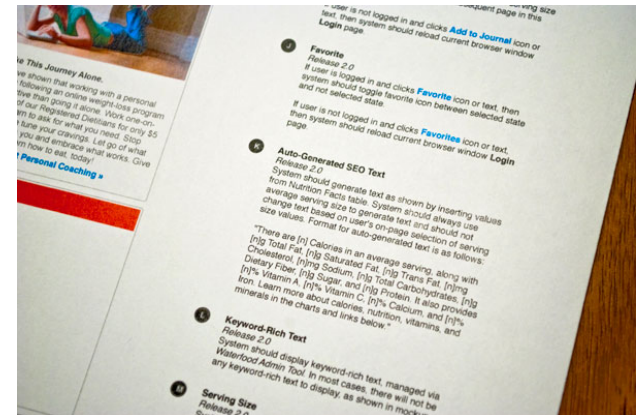 se This Journey Alone.
ve shown that working with a personal
following an online weight-loss program
tive than going it alone. Work one-on-
of our Registered Dietitians for only $5
rn to ask for what you need. Stop
tune your cravings. Let go of what
you and embrace what works. Give
rn how to eat, today!
t Personal Coaching »
serving size
sequent page in this
user is not logged in and clicks Add to Journal icon or
text, then system should reload current browser window
Login page.
J
Favorite
Release 2.0
If user is logged in and clicks Favorite icon or text, then
system should toggle favorite icon between selected state
and not selected state.
If user is not logged in and clicks Favorites icon or text,
then system should reload current browser window Login
page
K
Auto-Generated SEO Text
Release 2.0
System should generate text as shown by inserting values
from Nutrition Facts table. System should always use
average serving size to generate text and should not
change text based on user's on-page selection of serving
size values. Format for auto-generated text is as follows:
"There are [n] Calories in an average serving, along with
[n]g Total Fat, [n]g Saturated Fat, [n]g Trans Fat, [n]mg
Cholesterol, [n]mg Sodium, [n]g Total Carbohydrates, [n]g
Dietary Fiber, [n]g Sugar, and [n]g Protein. It also provides
[n]% Vitamin A, [n]% Vitamin C, [n]% Calcium, and [n]%
Iron. Learn more about calories, nutrition, vitamins, and
minerals in the charts and links below."
L
Keyword-Rich Text
Release 2.0
System should display keyword-rich text, managed via
Waterfood Admin Tool. In most cases, there will not be
any keyword-rich text to display, as shown in
Serving Size
Release 2.0